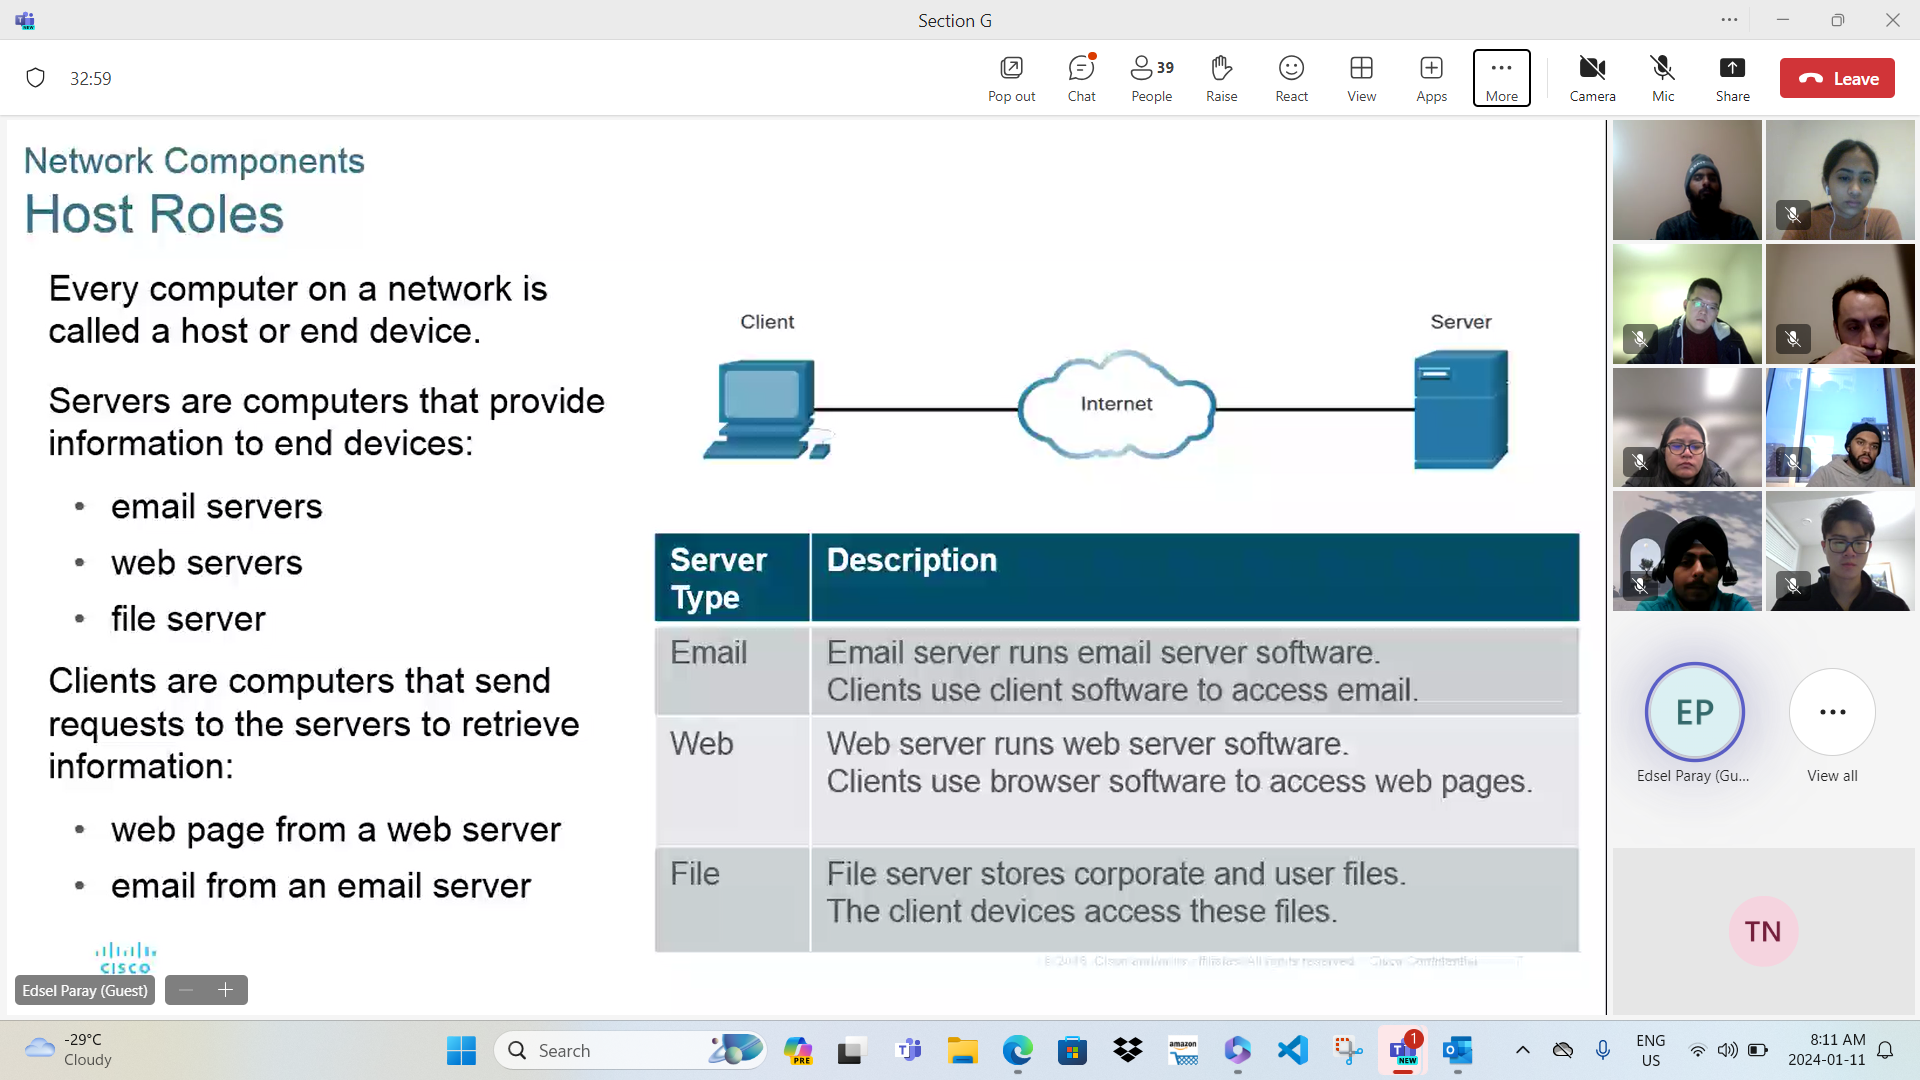 Section G
32:59
Pop out
Chat
39
People
Raise
React
View
Apps
More
Camera
Mic
Share
Leave
Network Components
Host Roles
Every computer on a network is
called a host or end device.
Servers are computers that provide
information to end devices:
• email servers
• web servers
• file server
Clients are computers that send
requests to the servers to retrieve
information:
• web page from a web server
• email from an email server
Client
Internet
Server
Server Type
Description
Email
Email server runs email server software.
Clients use client software to access email.
Web
Web server runs web server software.
Clients use browser software to access web pages.
File
File server stores corporate and user files.
The client devices access these files.
CISCO
Edsel Paray (Guest)
EP
Edsel Paray (Gu...
View all
TN
-29°C
Cloudy
Search
PRE
amazon
NEW
1
ENG
US
8:11 AM
2024-01-11